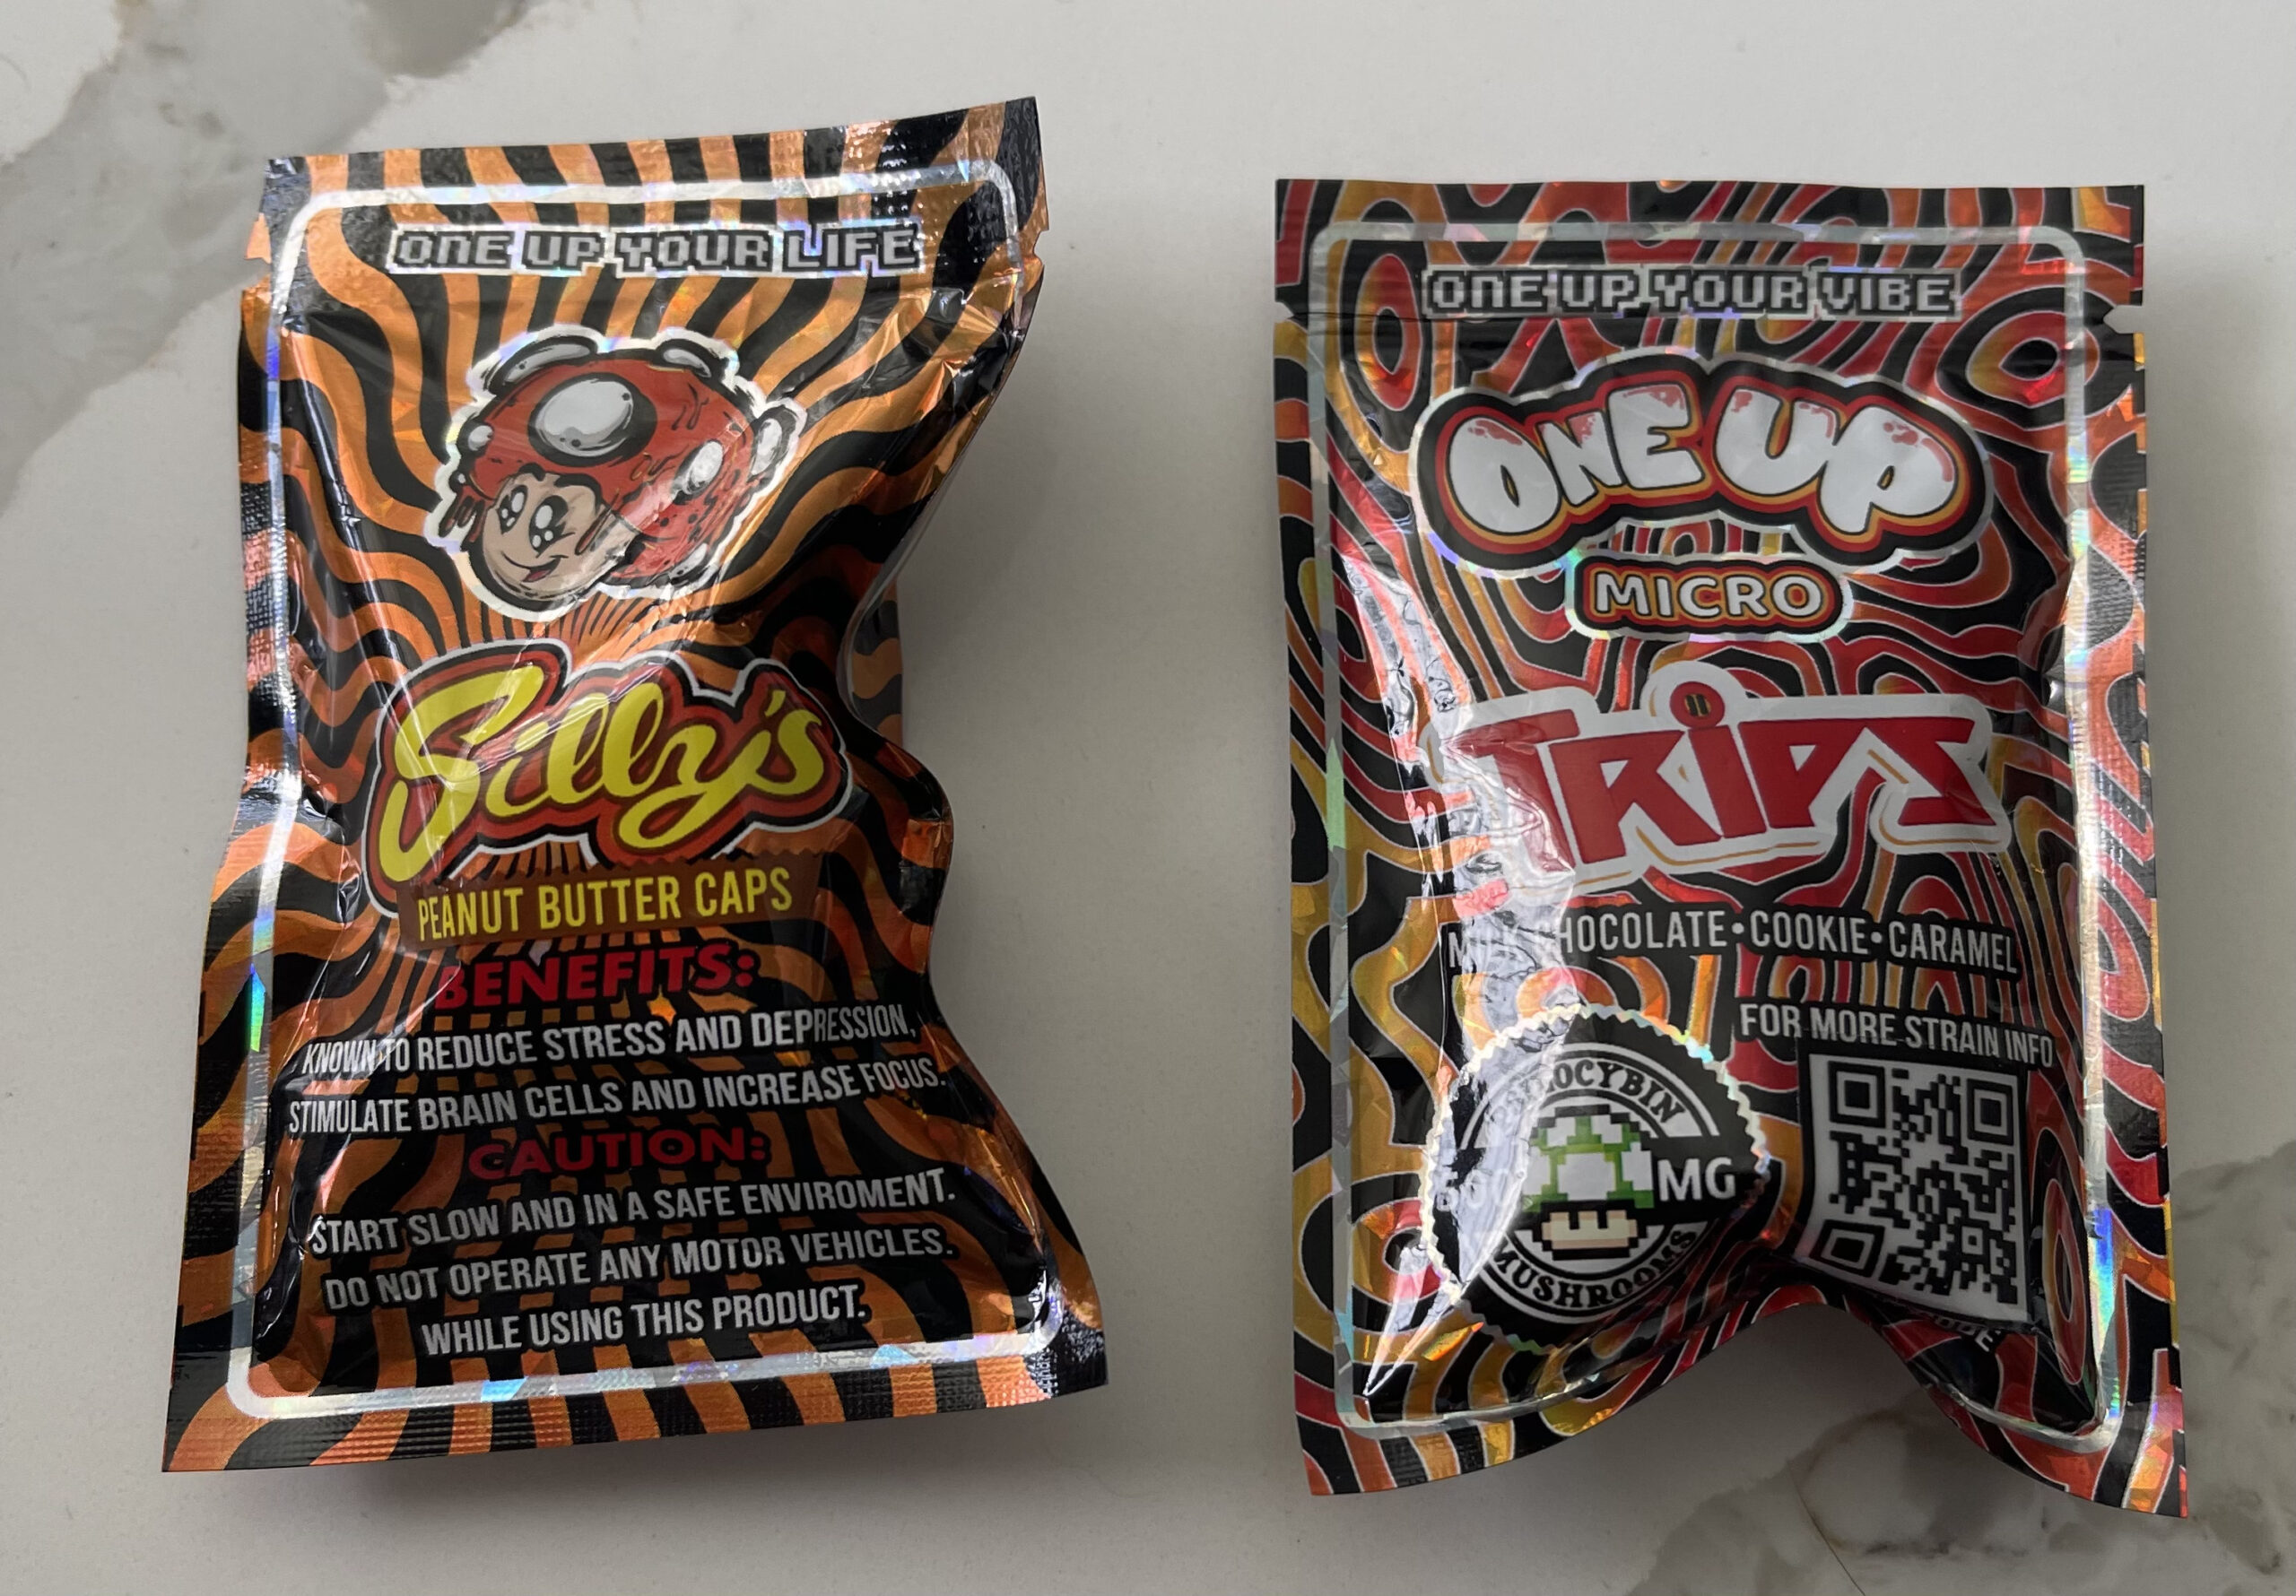 ONE UP YOUR LIFE
Silly's
PEANUT BUTTER CAPS
BENEFITS:
KNOWN TO REDUCE STRESS AND DEPRESSION,
STIMULATE BRAIN CELLS AND INCREASE FOCUS.
CAUTION:
START SLOW AND IN A SAFE ENVIROMENT.
DO NOT OPERATE ANY MOTOR VEHICLES.
WHILE USING THIS PRODUCT.
ONE UP YOUR VIBE
ONE UP
MICRO
TRiPS
CHOCOLATE•COOKIE•CARAMEL
FOR MORE STRAIN INFO
PSILOCYBIN
MG
MUSHROOMS